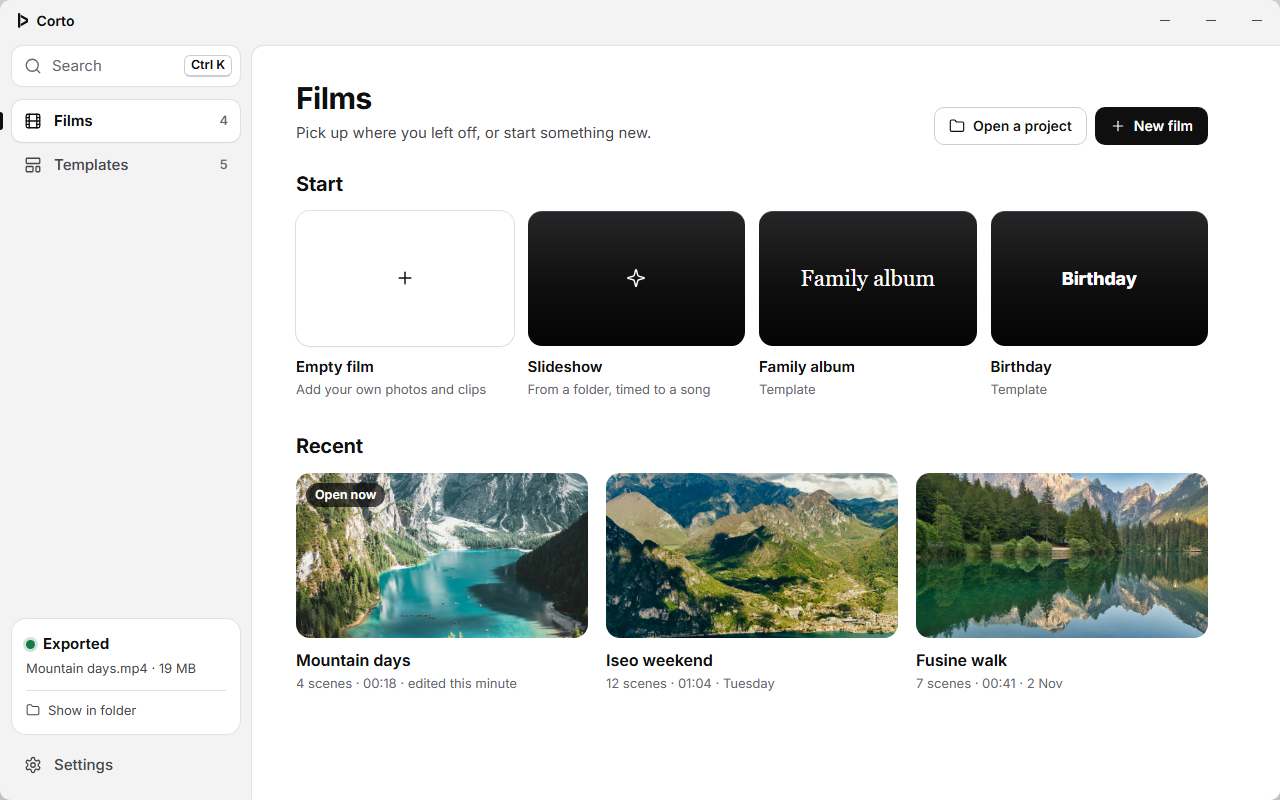 Corto
Search
Ctrl K
Films 4
Templates 5
Films
Pick up where you left off, or start something new.
Open a project
New film
Start
Family album
Birthday
Empty film
Add your own photos and clips
Slideshow
From a folder, timed to a song
Family album
Template
Birthday
Template
Recent
Open now
Mountain days
4 scenes · 00:18 · edited this minute
Iseo weekend
12 scenes · 01:04 · Tuesday
Fusine walk
7 scenes · 00:41 · 2 Nov
Exported
Mountain days.mp4 · 19 MB
Show in folder
Settings